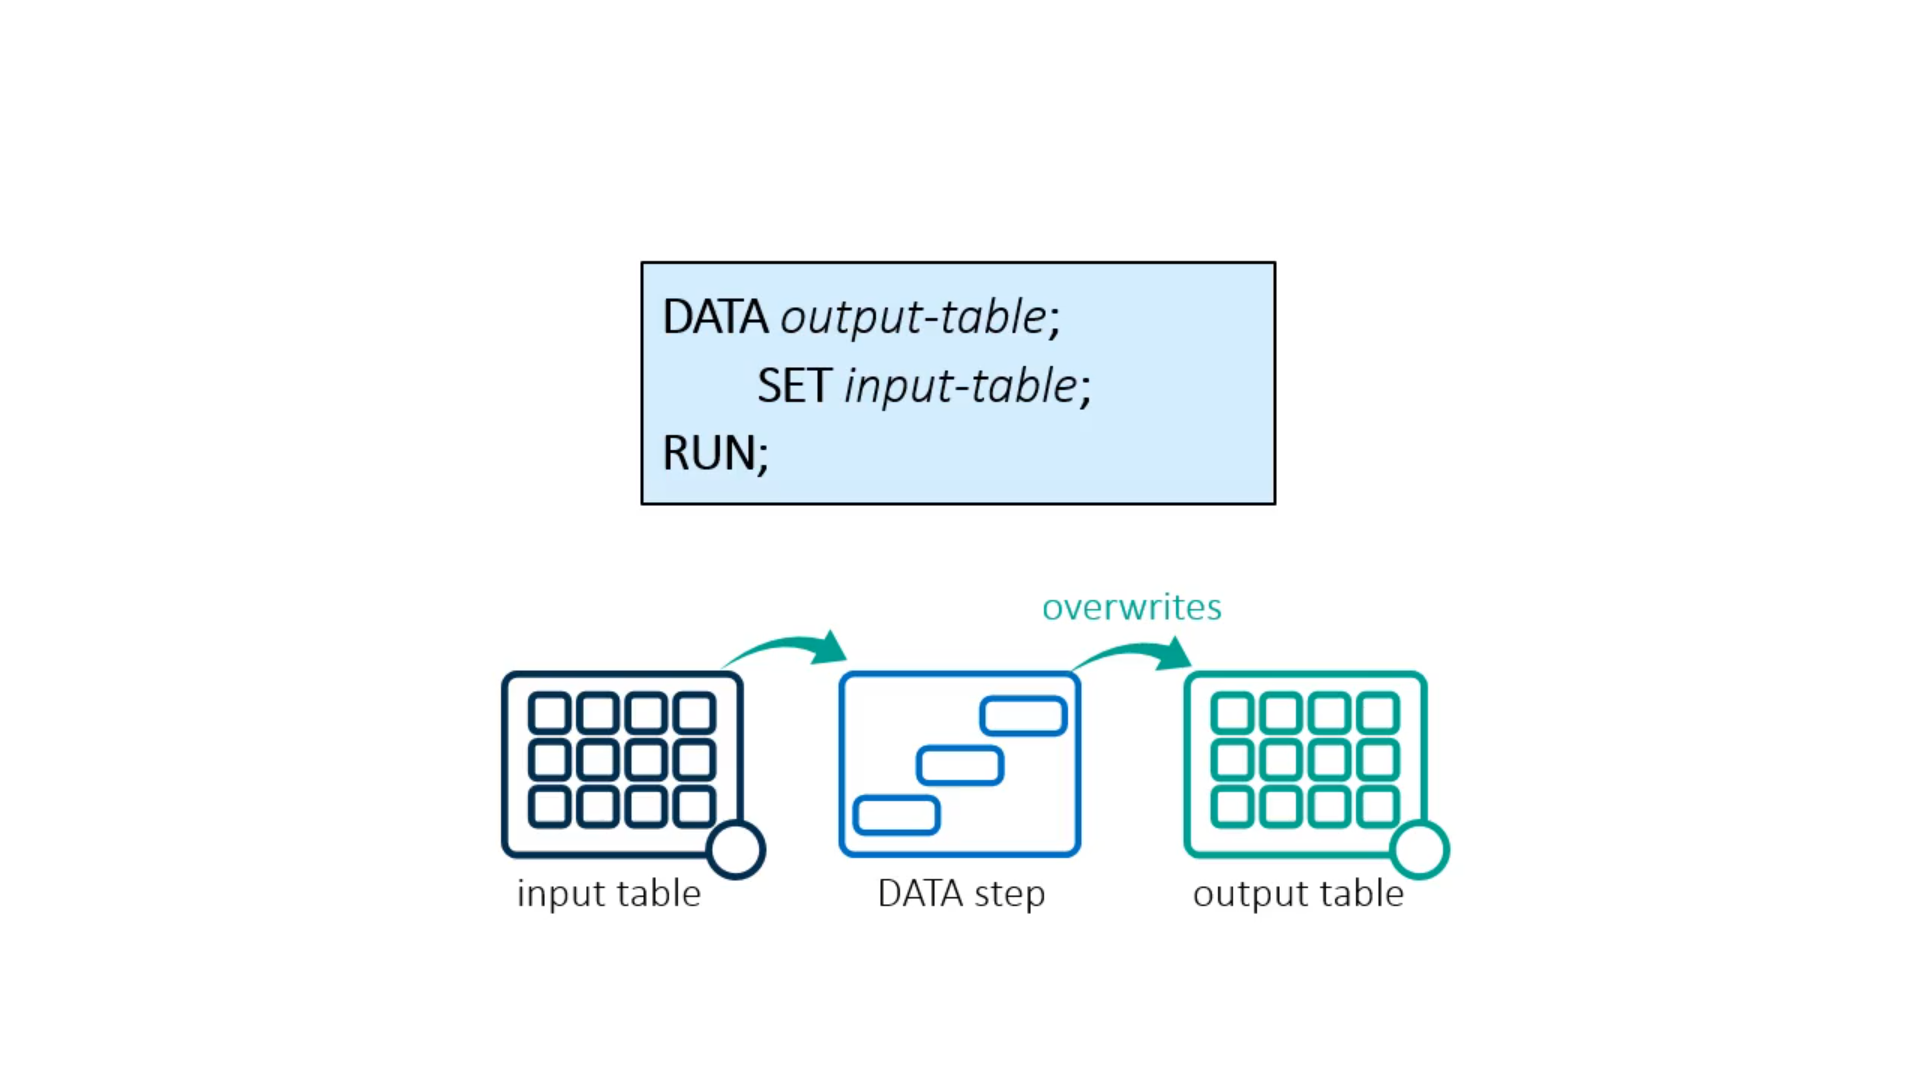 DATA output-table;
SET input-table;
RUN;
overwrites
input table
DATA step
output table